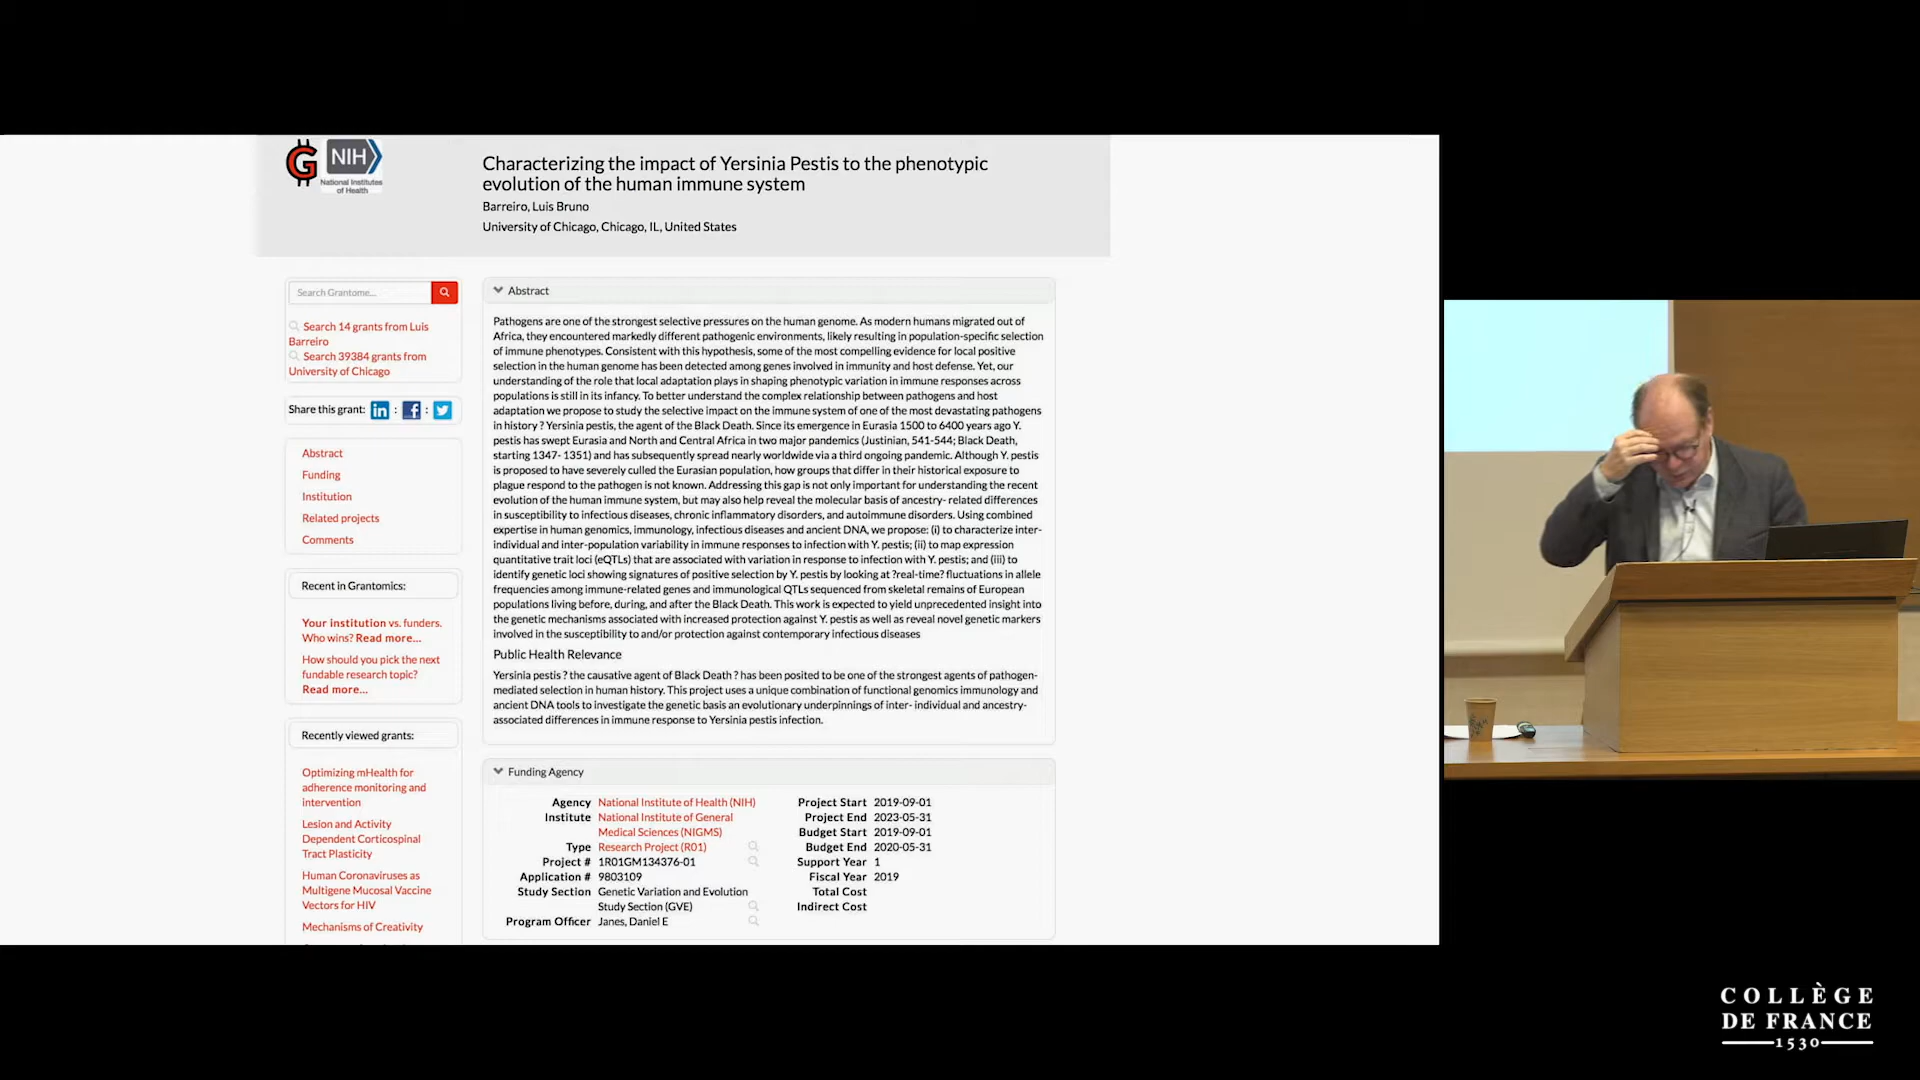 G
NIH
National Institutes
of Health
Characterizing the impact of Yersinia Pestis to the phenotypic
evolution of the human immune system
Barreiro, Luis Bruno
University of Chicago, Chicago, IL, United States
Search Grantome...
Search 14 grants from Luis
Barreiro
Search 39384 grants from
University of Chicago
Share this grant: in : f :
Abstract
Funding
Institution
Related projects
Comments
Recent in Grantomics:
Your institution vs. funders.
Who wins? Read more...
How should you pick the next
fundable research topic?
Read more...
Recently viewed grants:
Optimizing mHealth for
adherence monitoring and
intervention
Lesion and Activity
Dependent Corticospinal
Tract Plasticity
Human Coronaviruses as
Multigene Mucosal Vaccine
Vectors for HIV
Mechanisms of Creativity
Abstract
Pathogens are one of the strongest selective pressures on the human genome. As modern humans migrated out of
Africa, they encountered markedly different pathogenic environments, likely resulting in population-specific selection
of immune phenotypes. Consistent with this hypothesis, some of the most compelling evidence for local positive
selection in the human genome has been detected among genes involved in immunity and host defense. Yet, our
understanding of the role that local adaptation plays in shaping phenotypic variation in immune responses across
populations is still in its infancy. To better understand the complex relationship between pathogens and host
adaptation we propose to study the selective impact on the immune system of one of the most devastating pathogens
in history ? Yersinia pestis, the agent of the Black Death. Since its emergence in Eurasia 1500 to 6400 years ago Y.
pestis has swept Eurasia and North and Central Africa in two major pandemics (Justinian, 541-544; Black Death,
starting 1347- 1351) and has subsequently spread nearly worldwide via a third ongoing pandemic. Although Y. pestis
is proposed to have severely culled the Eurasian population, how groups that differ in their historical exposure to
plague respond to the pathogen is not known. Addressing this gap is not only important for understanding the recent
evolution of the human immune system, but may also help reveal the molecular basis of ancestry- related differences
in susceptibility to infectious diseases, chronic inflammatory disorders, and autoimmune disorders. Using combined
expertise in human genomics, immunology, infectious diseases and ancient DNA, we propose: (i) to characterize inter-
individual and inter-population variability in immune responses to infection with Y. pestis; (ii) to map expression
quantitative trait loci (eQTLs) that are associated with variation in response to infection with Y. pestis; and (iii) to
identify genetic loci showing signatures of positive selection by Y. pestis by looking at ?real-time? fluctuations in allele
frequencies among immune-related genes and immunological QTLs sequenced from skeletal remains of European
populations living before, during, and after the Black Death. This work is expected to yield unprecedented insight into
the genetic mechanisms associated with increased protection against Y. pestis as well as reveal novel genetic markers
involved in the susceptibility to and/or protection against contemporary infectious diseases
Public Health Relevance
Yersinia pestis ? the causative agent of Black Death ? has been posited to be one of the strongest agents of pathogen-
mediated selection in human history. This project uses a unique combination of functional genomics immunology and
ancient DNA tools to investigate the genetic basis an evolutionary underpinnings of inter- individual and ancestry-
associated differences in immune response to Yersinia pestis infection.
Funding Agency
Agency National Institute of Health (NIH)
Institute National Institute of General
Medical Sciences (NIGMS)
Type Research Project (R01)
Project # 1R01GM134376-01
Application # 9803109
Study Section Genetic Variation and Evolution
Study Section (GVE)
Program Officer Janes, Daniel E
Project Start 2019-09-01
Project End 2023-05-31
Budget Start 2019-09-01
Budget End 2020-05-31
Support Year 1
Fiscal Year 2019
Total Cost
Indirect Cost
COLLÈGE
DE FRANCE
1530